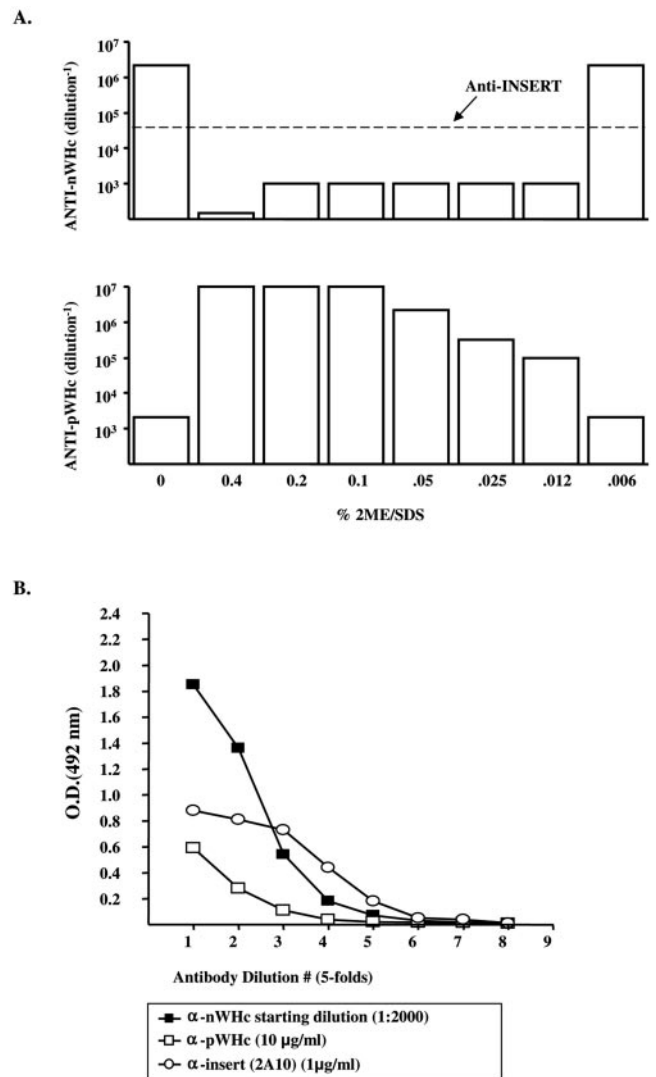 A.
ANTI-nWHc (dilution⁻¹)
10⁷
10⁶
10⁵
10⁴
10³
Anti-INSERT
ANTI-pWHc (dilution⁻¹)
10⁷
10⁶
10⁵
10⁴
10³
0 0.4 0.2 0.1 .05 .025 .012 .006
% 2ME/SDS
B.
O.D.(492 nm)
2.4
2.2
2.0
1.8
1.6
1.4
1.2
1.0
0.8
0.6
0.4
0.2
1 2 3 4 5 6 7 8 9
Antibody Dilution # (5-folds)
α-nWHc starting dilution (1:2000)
α-pWHc (10 μg/ml)
α-insert (2A10) (1μg/ml)